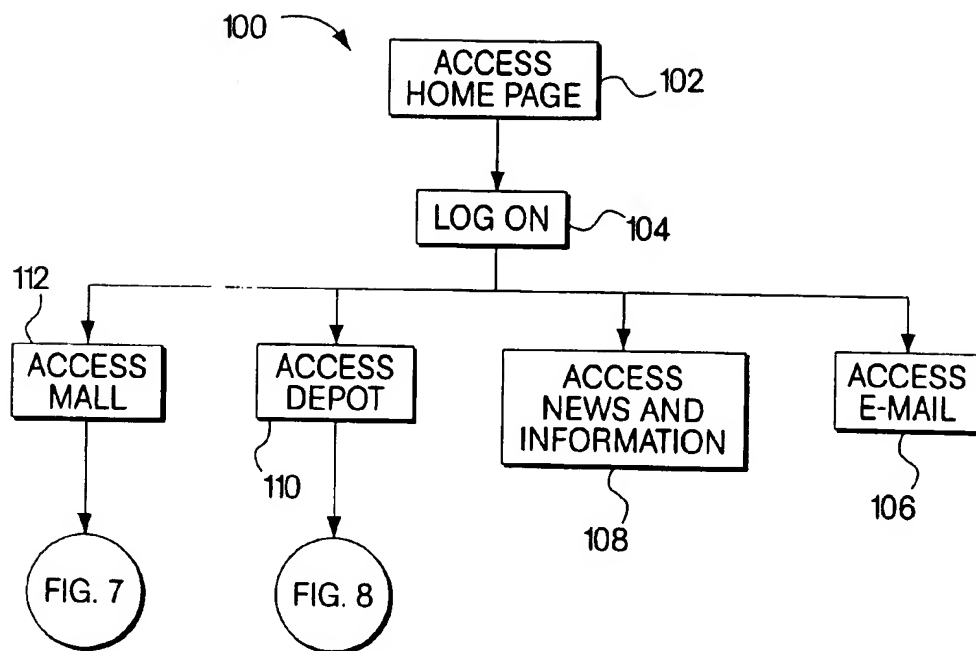 100
ACCESS
HOME PAGE
102
LOG ON
104
112
ACCESS
MALL
ACCESS
DEPOT
110
ACCESS
NEWS AND
INFORMATION
108
ACCESS
E-MAIL
106
FIG. 7
FIG. 8